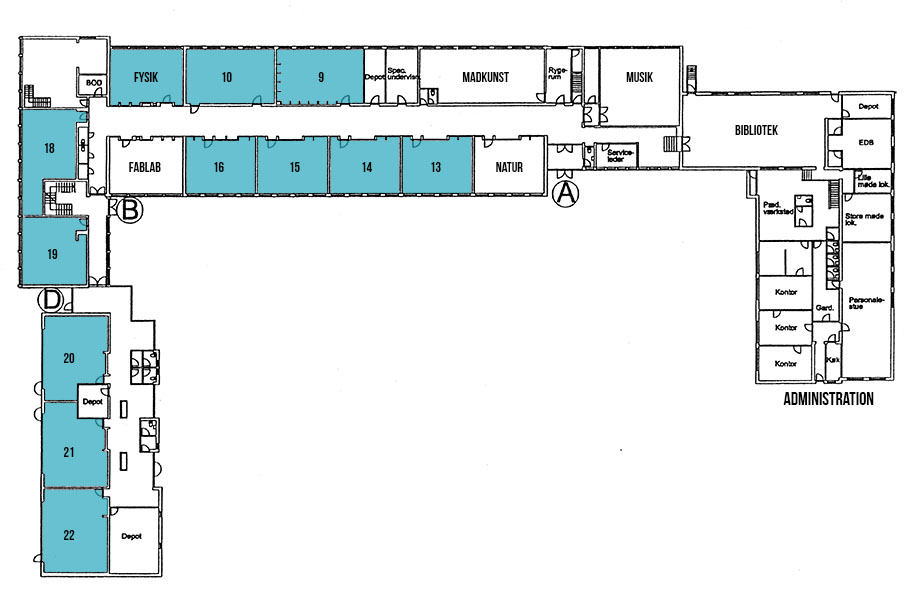 BOD
FYSIK
10
9
Depot
Spec.
undervisn.
MADKUNST
Ryge-
rum
MUSIK
Depot
BIBLIOTEK
EDB
18
FABLAB
16
15
14
13
NATUR
Service-
leder
Lille
møde lok.
A
B
Pæd.
værksted
Store møde
lok.
19
D
Kontor
Gard.
Personale-
stue
Kontor
20
Kontor
Køk
Depot
ADMINISTRATION
21
22
Depot